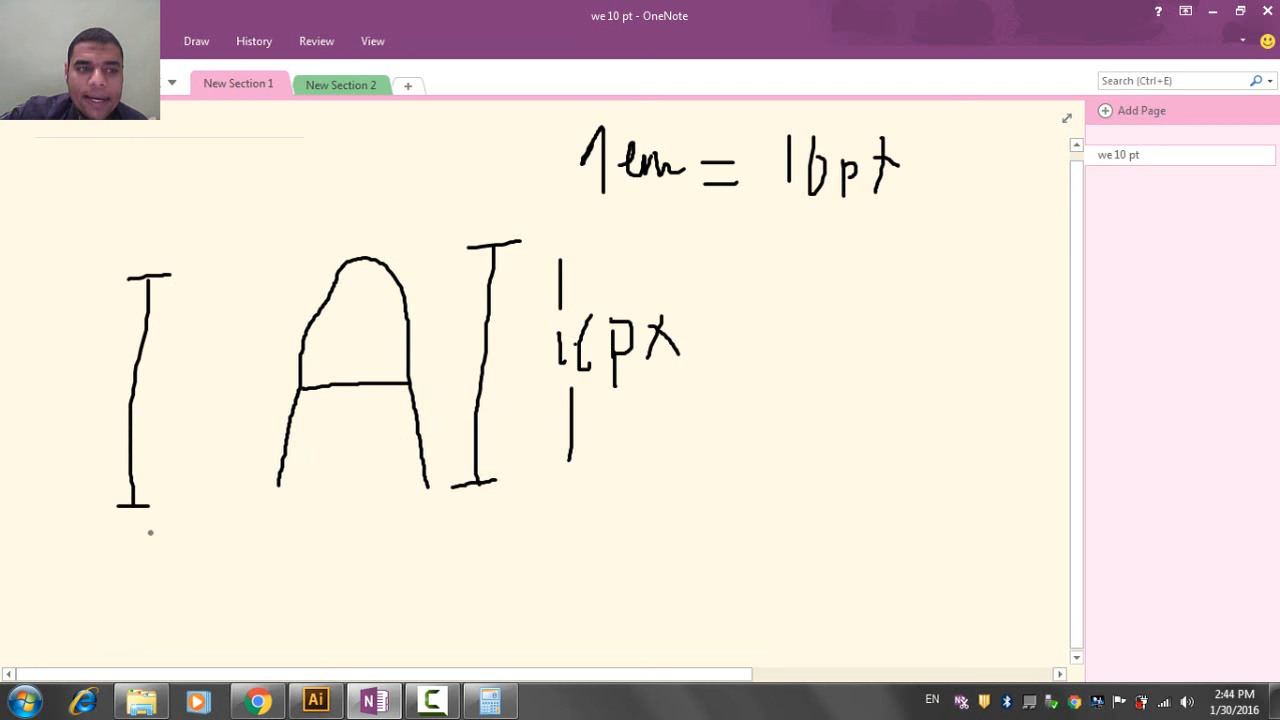 we 10 pt - OneNote
?
Draw History Review View
New Section 1 New Section 2 +
Search (Ctrl+E)
Add Page
we 10 pt
1em = 16pt
16px
A
Ai
EN
2:44 PM
1/30/2016